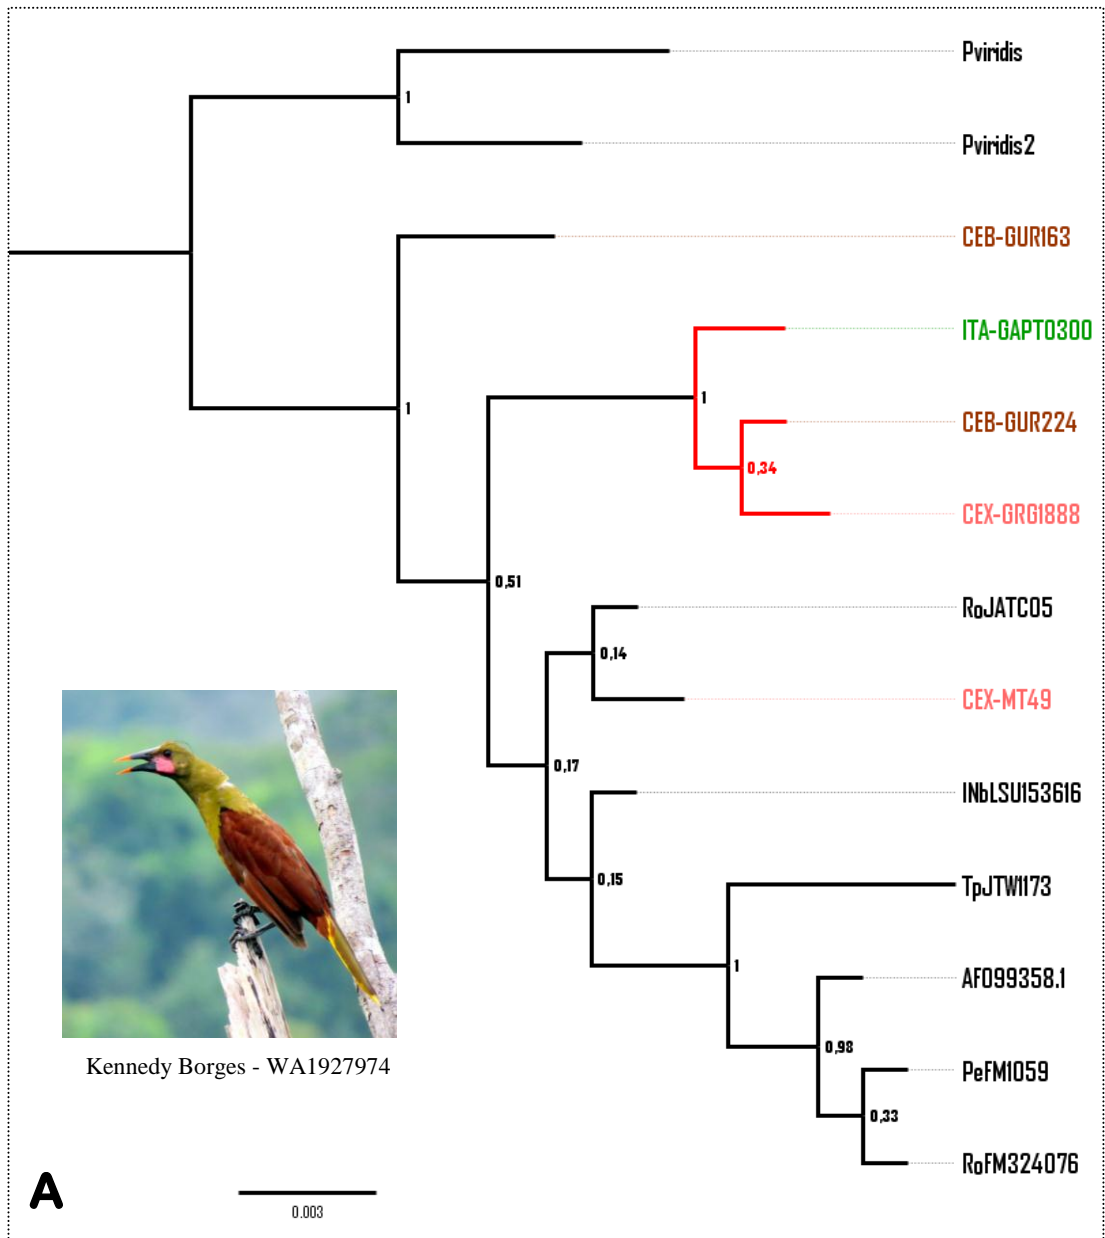 Pviridis
1
Pviridis2
CEB-GUR163
ITA-GAPTO300
1
CEB-GUR224
1
0,34
CEX-GRG1888
0,51
RoJATC05
0,14
CEX-MT49
0,17
INbLSU153616
0,15
TpJTW1173
1
AF099358.1
0,98
PeFM1059
Kennedy Borges - WA1927974
0,33
RoFM324076
A
0.003